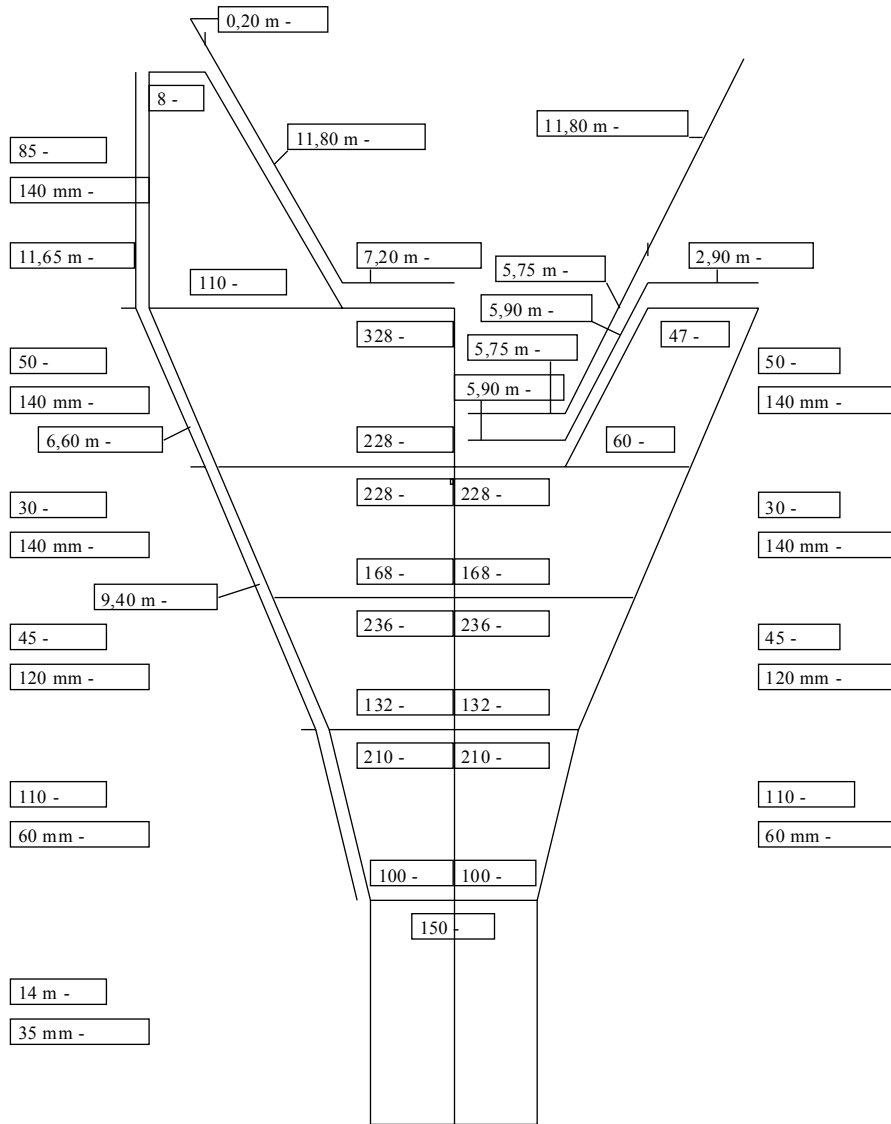 0,20 m -
8 -
11,80 m -
11,80 m -
85 -
140 mm -
11,65 m -
7,20 m -
2,90 m -
5,75 m -
110 -
5,90 m -
328 -
47 -
5,75 m -
50 -
50 -
5,90 m -
140 mm -
140 mm -
6,60 m -
228 -
60 -
228 -
228 -
30 -
30 -
140 mm -
140 mm -
168 -
168 -
9,40 m -
236 -
236 -
45 -
45 -
120 mm -
120 mm -
132 -
132 -
210 -
210 -
110 -
110 -
60 mm -
60 mm -
100 -
100 -
150 -
14 m -
35 mm -